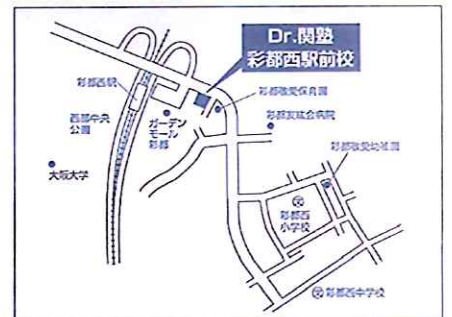 Dr.関塾
彩都西駅前校
彩都西駅
彩都敬愛保育園
西部中央
公園
ガーデン
モール
彩都
彩都友紘会病院
彩都敬愛幼稚園
大阪大学
文
彩都西
小学校
文 彩都西中学校